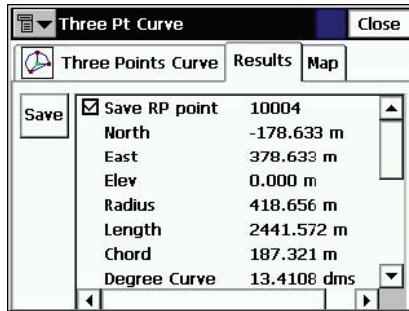 Three Pt Curve Close
Three Points Curve Results Map
Save
Save RP point 10004
North -178.633 m
East 378.633 m
Elev 0.000 m
Radius 418.656 m
Length 2441.572 m
Chord 187.321 m
Degree Curve 13.4108 dms